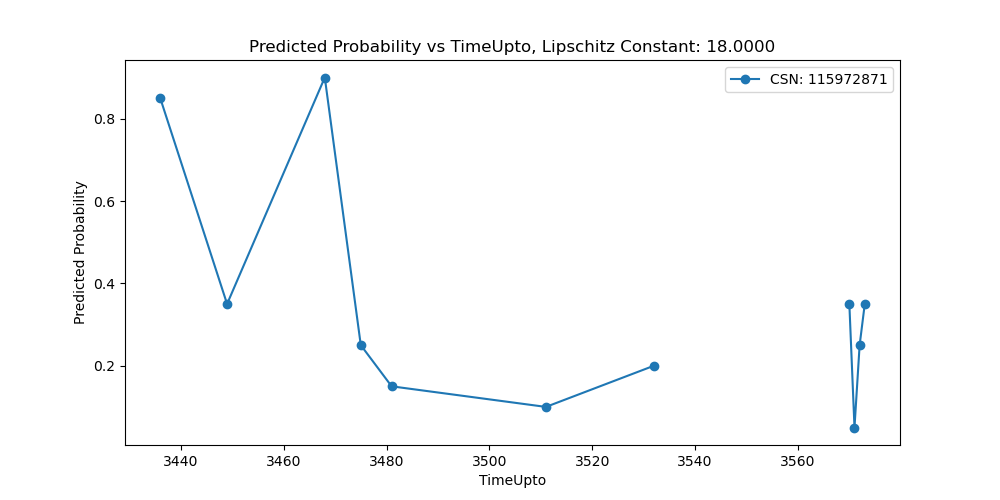 Predicted Probability vs TimeUpto, Lipschitz Constant: 18.0000
CSN: 115972871
Predicted Probability
0.8
0.6
0.4
0.2
3440 3460 3480 3500 3520 3540 3560
TimeUpto